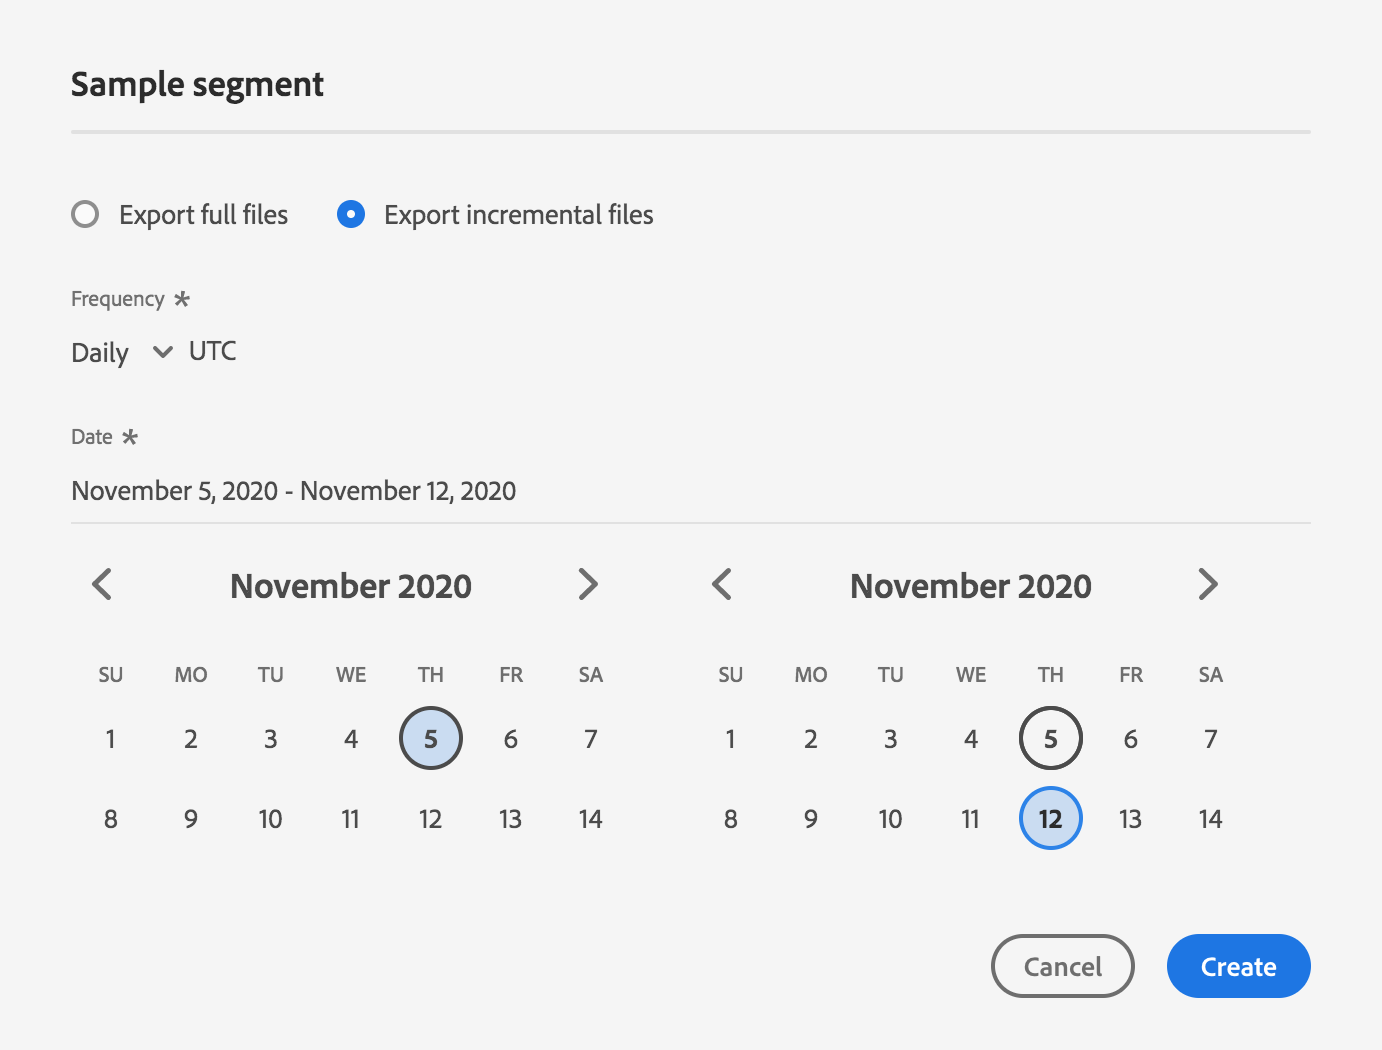 Sample segment
Export full files Export incremental files
Frequency *
Daily UTC
Date *
November 5, 2020 - November 12, 2020
November 2020 November 2020
SU MO TU WE TH FR SA SU MO TU WE TH FR SA
1 2 3 4 5 6 7 1 2 3 4 5 6 7
8 9 10 11 12 13 14 8 9 10 11 12 13 14
Cancel Create